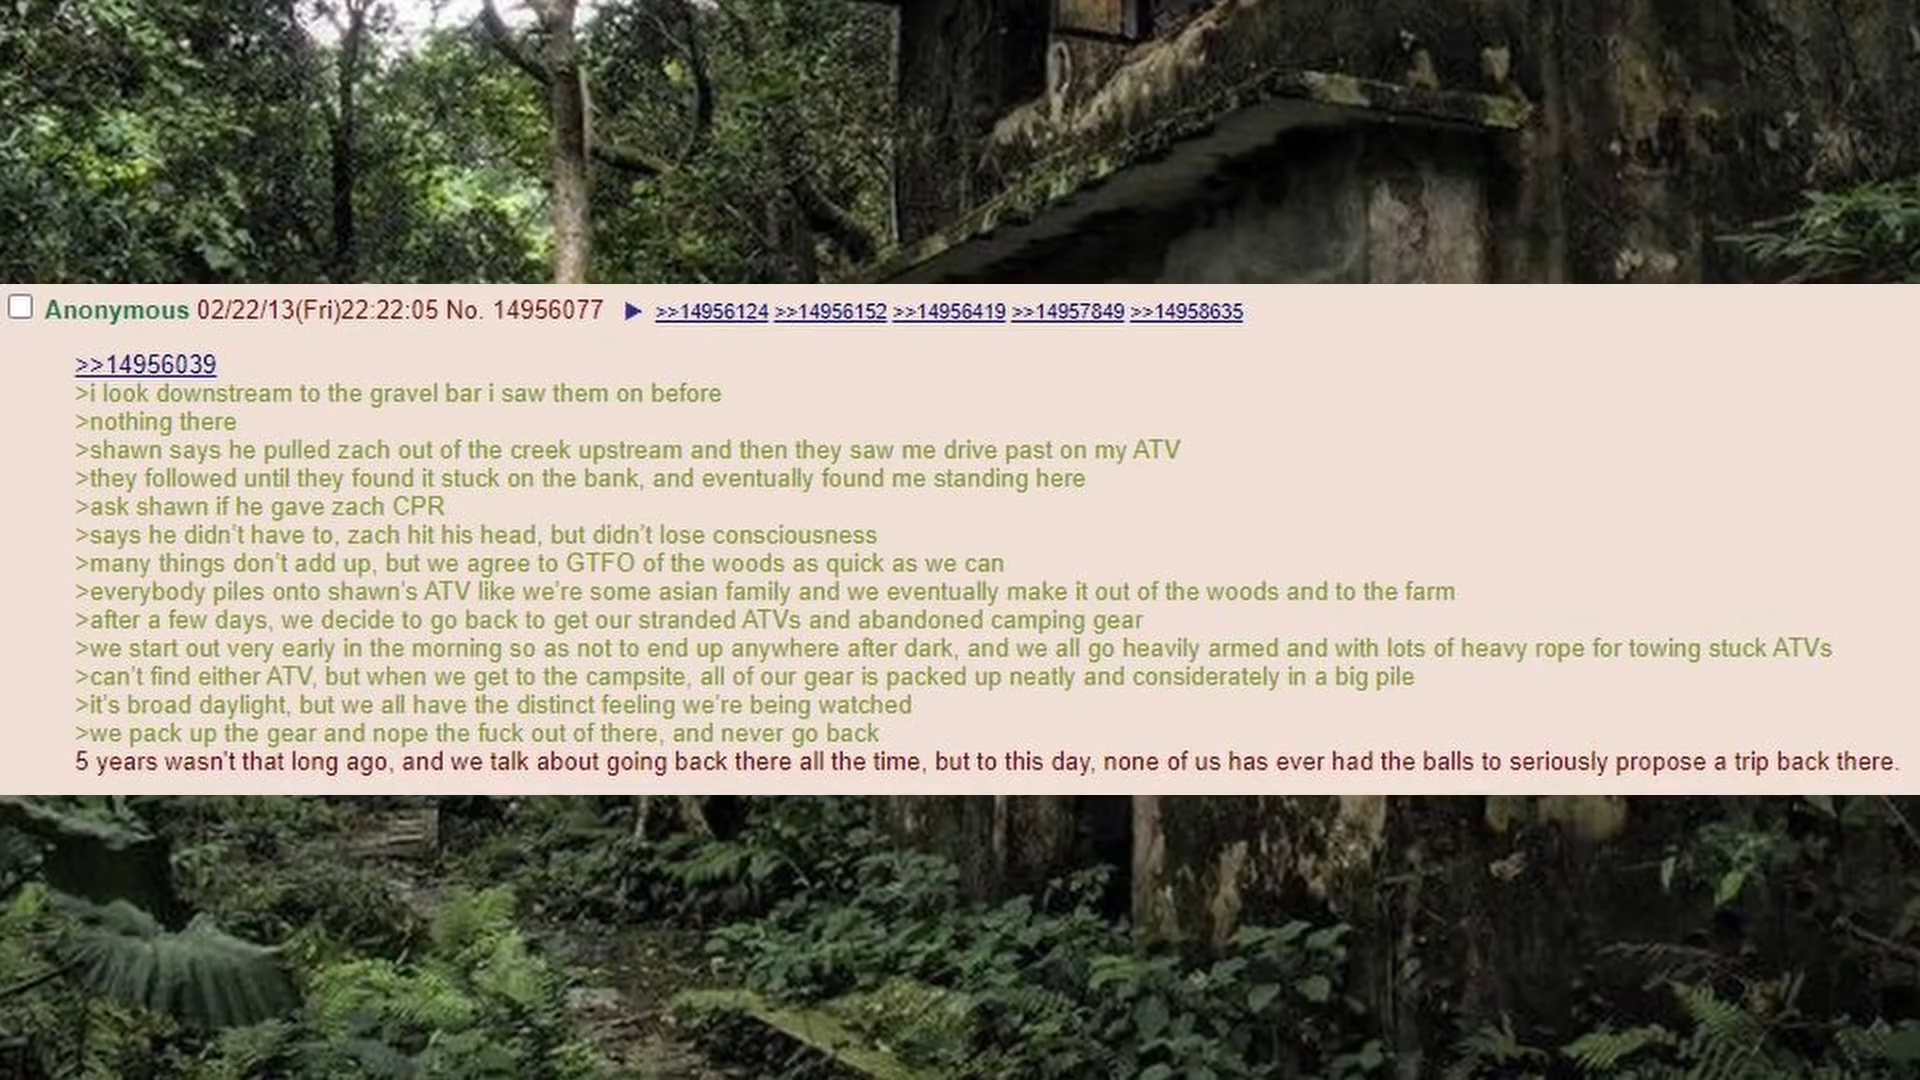 Anonymous 02/22/13(Fri)22:22:05 No. 14956077 ▶ >>14956124 >>14956152 >>14956419 >>14957849 >>14958635
>>14956039
>i look downstream to the gravel bar i saw them on before
>nothing there
>shawn says he pulled zach out of the creek upstream and then they saw me drive past on my ATV
>they followed until they found it stuck on the bank, and eventually found me standing here
>ask shawn if he gave zach CPR
>says he didn't have to, zach hit his head, but didn't lose consciousness
>many things don't add up, but we agree to GTFO of the woods as quick as we can
>everybody piles onto shawn's ATV like we're some asian family and we eventually make it out of the woods and to the farm
>after a few days, we decide to go back to get our stranded ATVs and abandoned camping gear
>we start out very early in the morning so as not to end up anywhere after dark, and we all go heavily armed and with lots of heavy rope for towing stuck ATVs
>can't find either ATV, but when we get to the campsite, all of our gear is packed up neatly and considerately in a big pile
>it's broad daylight, but we all have the distinct feeling we're being watched
>we pack up the gear and nope the fuck out of there, and never go back
5 years wasn't that long ago, and we talk about going back there all the time, but to this day, none of us has ever had the balls to seriously propose a trip back there.